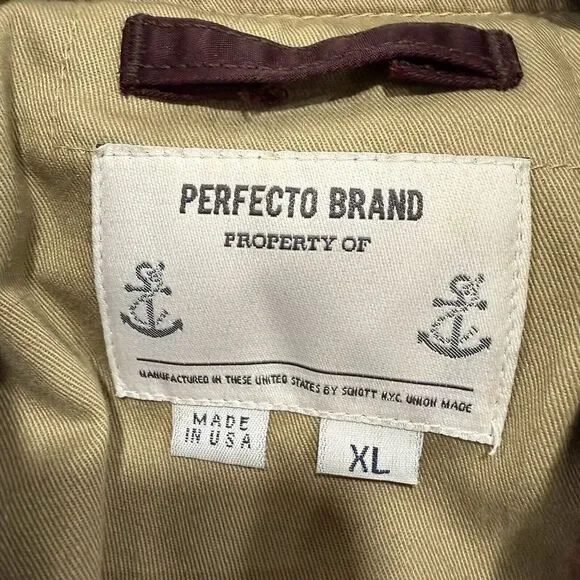 PERFECTO BRAND
PROPERTY OF
MANUFACTURED IN THESE UNITED STATES BY SCHOTT N.Y.C. UNION MADE
MADE
IN USA
XL